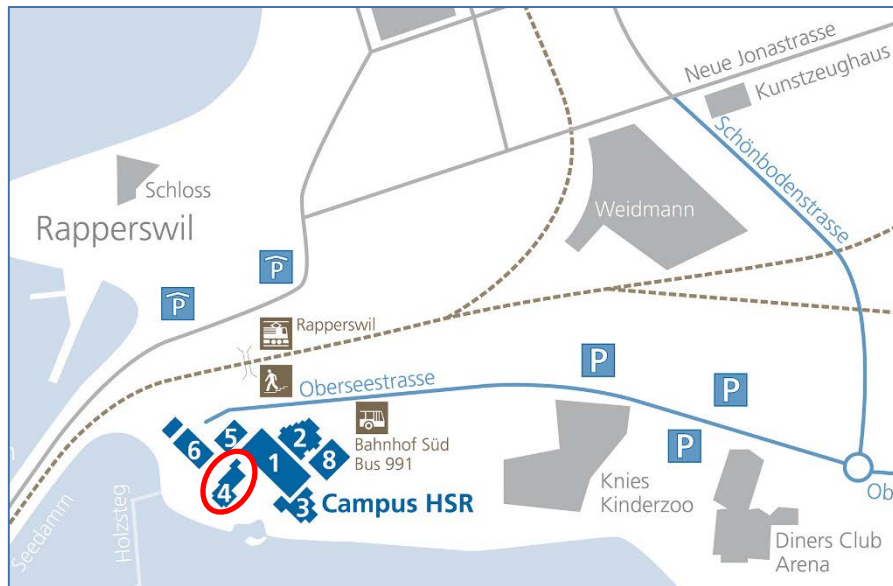 Neue Jonastrasse
Kunstzeughaus
Schönbodenstrasse
Schloss
Rapperswil
Weidmann
P
P
Rapperswil
Oberseestrasse
P
P
P
Bahnhof Süd
Bus 991
6
5
4
1
2
8
3
Campus HSR
Knies
Kinderzoo
Ob
Diners Club
Arena
Seedamm
Holzsteg